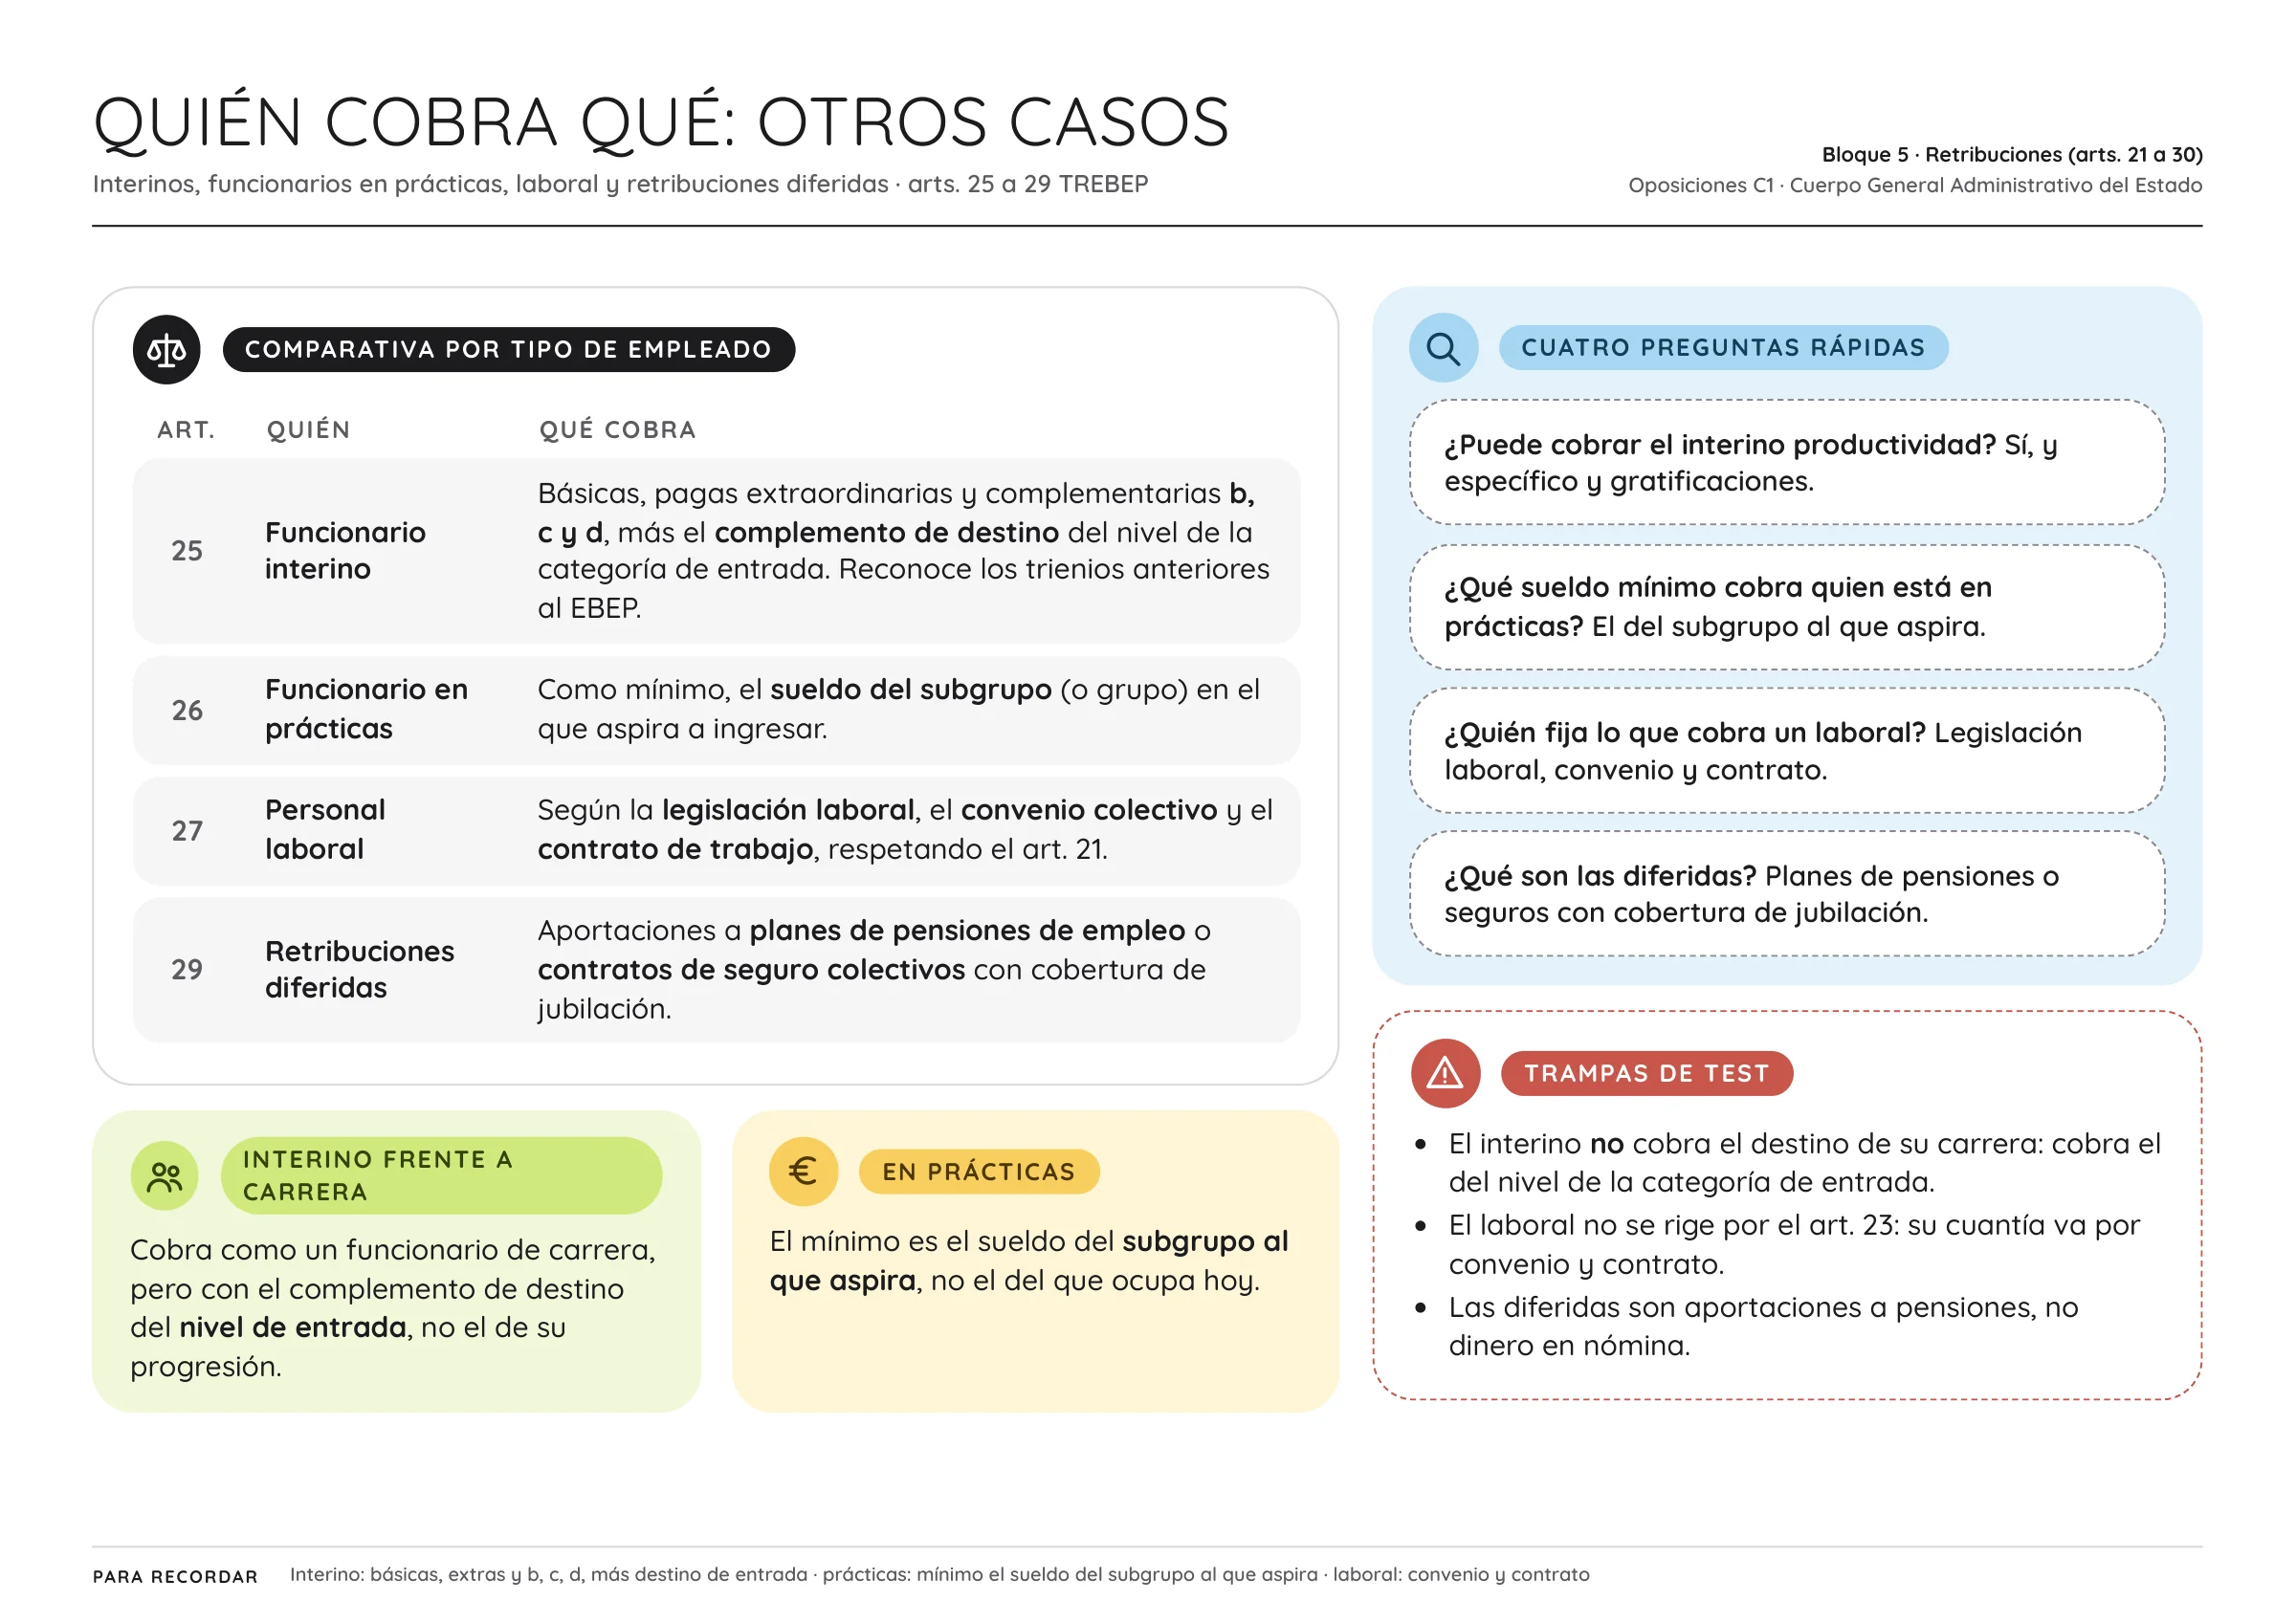 QUIÉN COBRA QUÉ: OTROS CASOS
Interinos, funcionarios en prácticas, laboral y retribuciones diferidas · arts. 25 a 29 TREBEP
Bloque 5 · Retribuciones (arts. 21 a 30)
Oposiciones C1 · Cuerpo General Administrativo del Estado
COMPARATIVA POR TIPO DE EMPLEADO
ART. QUIÉN QUÉ COBRA
25
Funcionario
interino
Básicas, pagas extraordinarias y complementarias b,
c y d, más el complemento de destino del nivel de la
categoría de entrada. Reconoce los trienios anteriores
al EBEP.
26
Funcionario en
prácticas
Como mínimo, el sueldo del subgrupo (o grupo) en el
que aspira a ingresar.
27
Personal
laboral
Según la legislación laboral, el convenio colectivo y el
contrato de trabajo, respetando el art. 21.
29
Retribuciones
diferidas
Aportaciones a planes de pensiones de empleo o
contratos de seguro colectivos con cobertura de
jubilación.
INTERINO FRENTE A
CARRERA
Cobra como un funcionario de carrera,
pero con el complemento de destino
del nivel de entrada, no el de su
progresión.
€
EN PRÁCTICAS
El mínimo es el sueldo del subgrupo al
que aspira, no el del que ocupa hoy.
CUATRO PREGUNTAS RÁPIDAS
¿Puede cobrar el interino productividad? Sí, y
específico y gratificaciones.
¿Qué sueldo mínimo cobra quien está en
prácticas? El del subgrupo al que aspira.
¿Quién fija lo que cobra un laboral? Legislación
laboral, convenio y contrato.
¿Qué son las diferidas? Planes de pensiones o
seguros con cobertura de jubilación.
TRAMPAS DE TEST
• El interino no cobra el destino de su carrera: cobra el
del nivel de la categoría de entrada.
• El laboral no se rige por el art. 23: su cuantía va por
convenio y contrato.
• Las diferidas son aportaciones a pensiones, no
dinero en nómina.
PARA RECORDAR Interino: básicas, extras y b, c, d, más destino de entrada · prácticas: mínimo el sueldo del subgrupo al que aspira · laboral: convenio y contrato